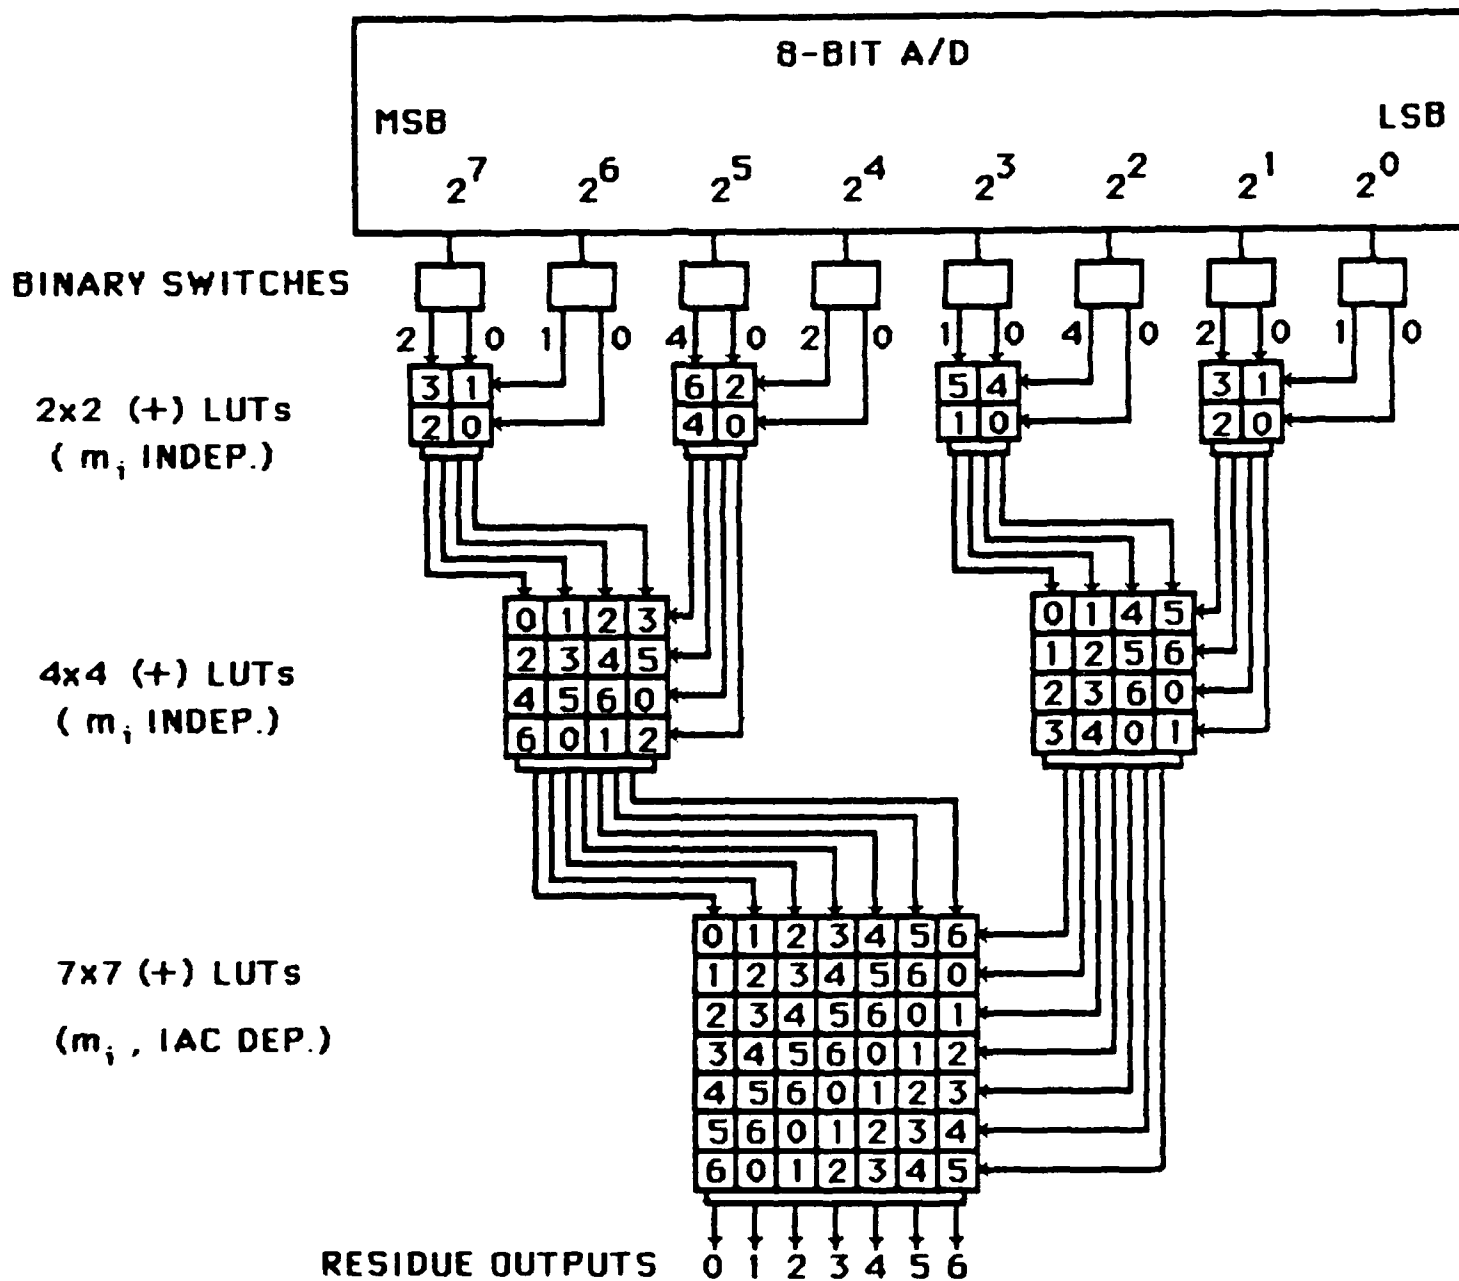 8-BIT A/D
MSB LSB
2^7 2^6 2^5 2^4 2^3 2^2 2^1 2^0
BINARY SWITCHES
2 0 1 0 4 0 2 0 1 0 4 0 2 0 1 0
2x2 (+) LUTs
( m_i INDEP.)
3 1 6 2 5 4 3 1
2 0 4 0 1 0 2 0
4x4 (+) LUTs
( m_i INDEP.)
0 1 2 3 0 1 4 5
2 3 4 5 1 2 5 6
4 5 6 0 2 3 6 0
6 0 1 2 3 4 0 1
7x7 (+) LUTs
(m_i , IAC DEP.)
0 1 2 3 4 5 6
1 2 3 4 5 6 0
2 3 4 5 6 0 1
3 4 5 6 0 1 2
4 5 6 0 1 2 3
5 6 0 1 2 3 4
6 0 1 2 3 4 5
RESIDUE OUTPUTS 0 1 2 3 4 5 6